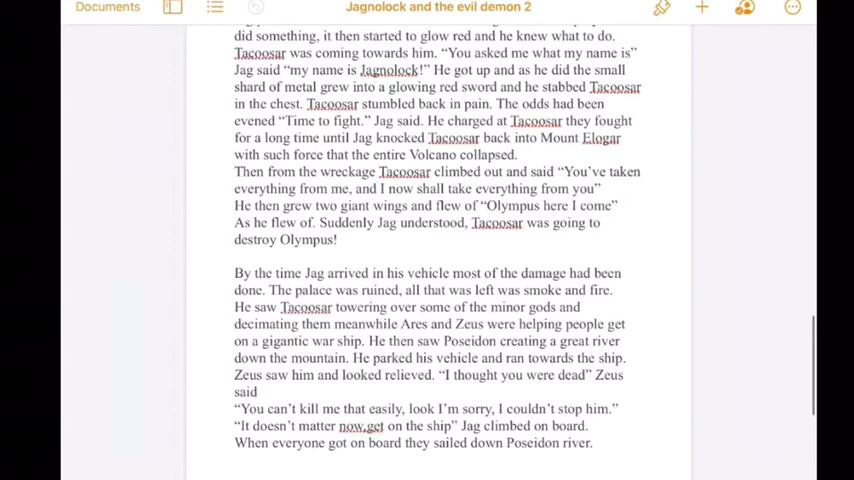 Documents
Jagnolock and the evil demon 2
did something, it then started to glow red and he knew what to do.
Tacoosar was coming towards him. “You asked me what my name is”
Jag said “my name is Jagnolock!” He got up and as he did the small
shard of metal grew into a glowing red sword and he stabbed Tacoosar
in the chest. Tacoosar stumbled back in pain. The odds had been
evened “Time to fight.” Jag said. He charged at Tacoosar they fought
for a long time until Jag knocked Tacoosar back into Mount Elogar
with such force that the entire Volcano collapsed.
Then from the wreckage Tacoosar climbed out and said “You’ve taken
everything from me, and I now shall take everything from you”
He then grew two giant wings and flew of “Olympus here I come”
As he flew of. Suddenly Jag understood, Tacoosar was going to
destroy Olympus!
By the time Jag arrived in his vehicle most of the damage had been
done. The palace was ruined, all that was left was smoke and fire.
He saw Tacoosar towering over some of the minor gods and
decimating them meanwhile Ares and Zeus were helping people get
on a gigantic war ship. He then saw Poseidon creating a great river
down the mountain. He parked his vehicle and ran towards the ship.
Zeus saw him and looked relieved. “I thought you were dead” Zeus
said
“You can’t kill me that easily, look I’m sorry, I couldn’t stop him.”
“It doesn’t matter now,get on the ship” Jag climbed on board.
When everyone got on board they sailed down Poseidon river.